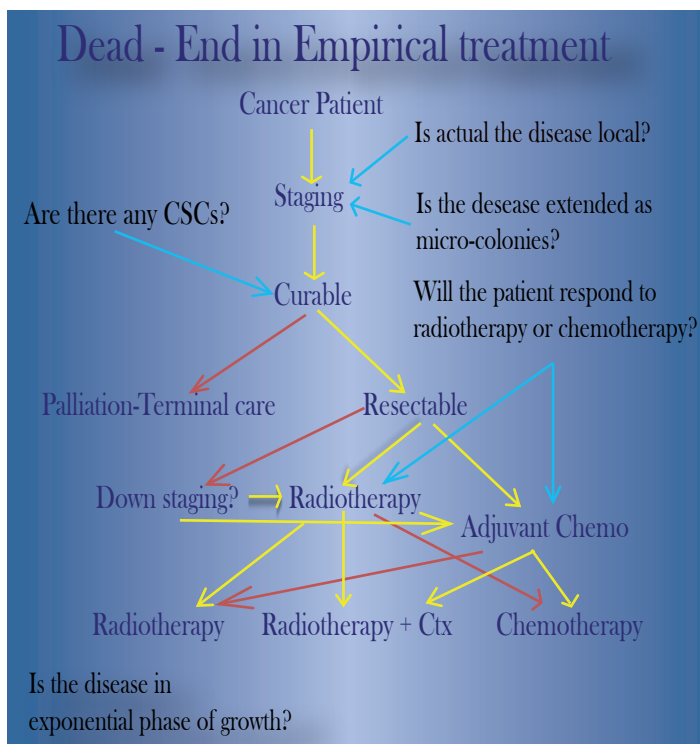 Dead - End in Empirical treatment
Cancer Patient
Is actual the disease local?
Staging
Are there any CSCs?
Is the desease extended as
micro-colonies?
Curable
Will the patient respond to
radiotherapy or chemotherapy?
Palliation-Terminal care
Resectable
Down staging?
Radiotherapy
Adjuvant Chemo
Radiotherapy
Radiotherapy + Ctx
Chemotherapy
Is the disease in
exponential phase of growth?